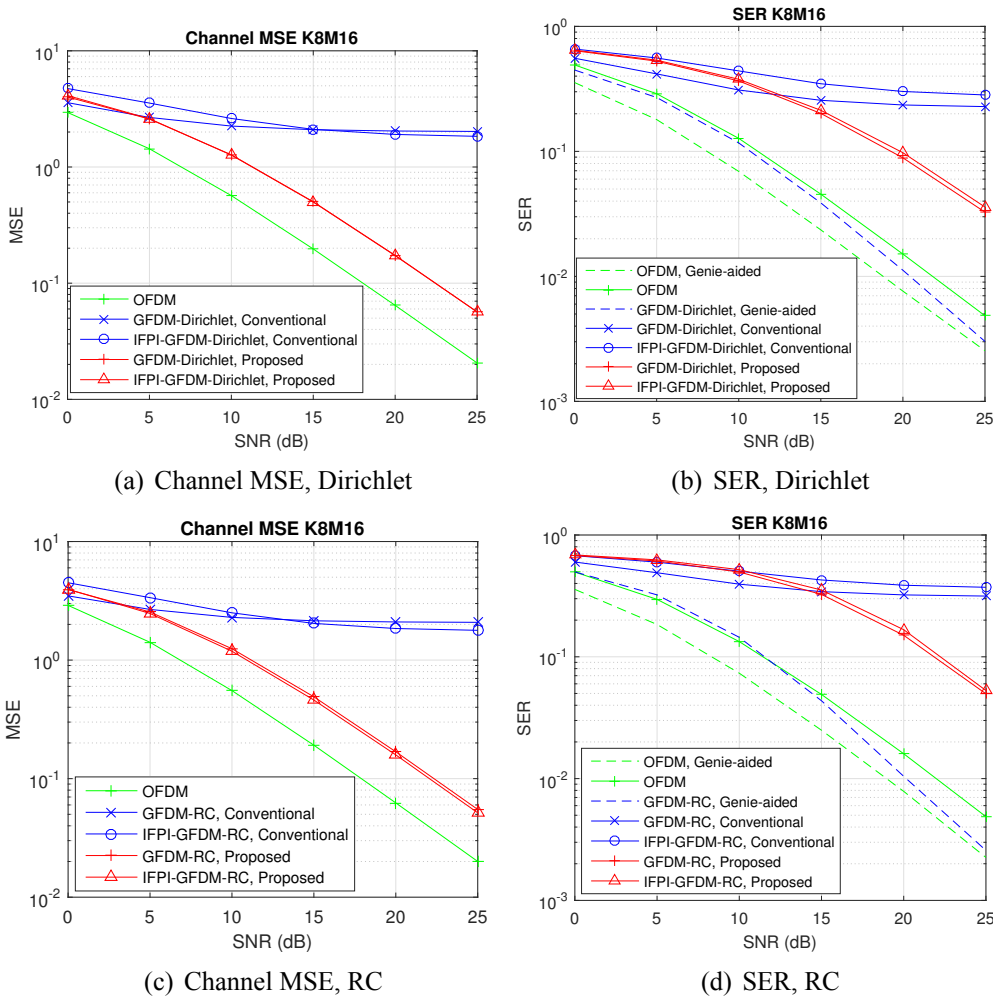 Channel MSE K8M16
10^1
10^0
10^-1
10^-2
MSE
OFDM
GFDM-Dirichlet, Conventional
IFPI-GFDM-Dirichlet, Conventional
GFDM-Dirichlet, Proposed
IFPI-GFDM-Dirichlet, Proposed
0 5 10 15 20 25
SNR (dB)
(a) Channel MSE, Dirichlet
SER K8M16
10^0
10^-1
10^-2
10^-3
SER
OFDM, Genie-aided
OFDM
GFDM-Dirichlet, Genie-aided
GFDM-Dirichlet, Conventional
IFPI-GFDM-Dirichlet, Conventional
GFDM-Dirichlet, Proposed
IFPI-GFDM-Dirichlet, Proposed
0 5 10 15 20 25
SNR (dB)
(b) SER, Dirichlet
Channel MSE K8M16
10^1
10^0
10^-1
10^-2
MSE
OFDM
GFDM-RC, Conventional
IFPI-GFDM-RC, Conventional
GFDM-RC, Proposed
IFPI-GFDM-RC, Proposed
0 5 10 15 20 25
SNR (dB)
(c) Channel MSE, RC
SER K8M16
10^0
10^-1
10^-2
10^-3
SER
OFDM, Genie-aided
OFDM
GFDM-RC, Genie-aided
GFDM-RC, Conventional
IFPI-GFDM-RC, Conventional
GFDM-RC, Proposed
IFPI-GFDM-RC, Proposed
0 5 10 15 20 25
SNR (dB)
(d) SER, RC